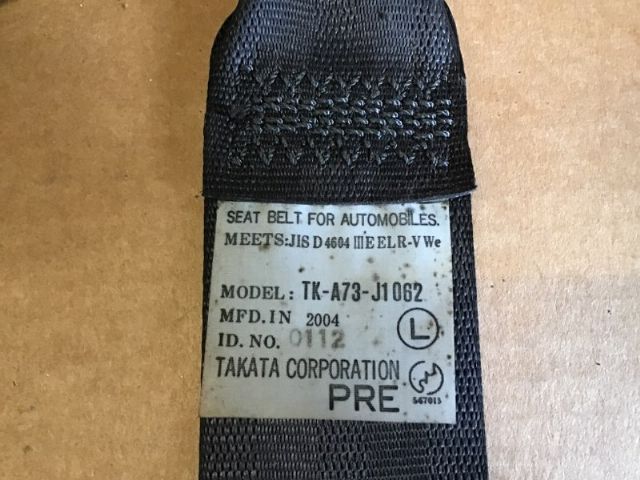 SEAT BELT FOR AUTOMOBILES.
MEETS:JIS D 4604 ⅢE ELR-V We
MODEL: TK-A73-J1062
MFD.IN 2004
L
ID. NO. 0112
TAKATA CORPORATION
PRE
567015